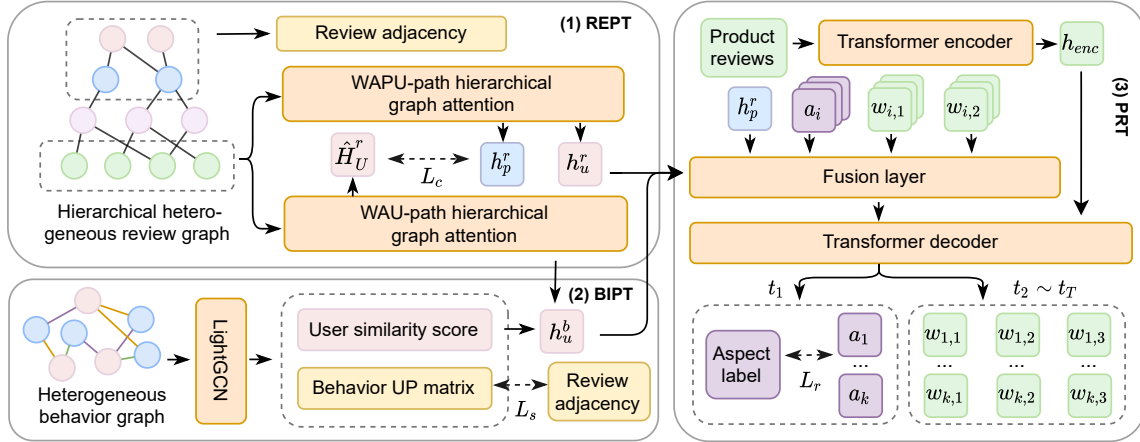 (1) REPT
Review adjacency
WAPU-path hierarchical
graph attention
Ĥ_U^r
L_c
h_p^r
h_u^r
WAU-path hierarchical
graph attention
Hierarchical hetero-
geneous review graph
(2) BIPT
LightGCN
User similarity score
h_u^b
Behavior UP matrix
L_s
Review
adjacency
Heterogeneous
behavior graph
(3) PRT
Product
reviews
Transformer encoder
h_{enc}
h_p^r
a_i
w_{i,1}
w_{i,2}
Fusion layer
Transformer decoder
t_1
t_2 ∼ t_T
Aspect
label
L_r
a_1
...
a_k
w_{1,1}
w_{1,2}
w_{1,3}
...
...
...
w_{k,1}
w_{k,2}
w_{k,3}